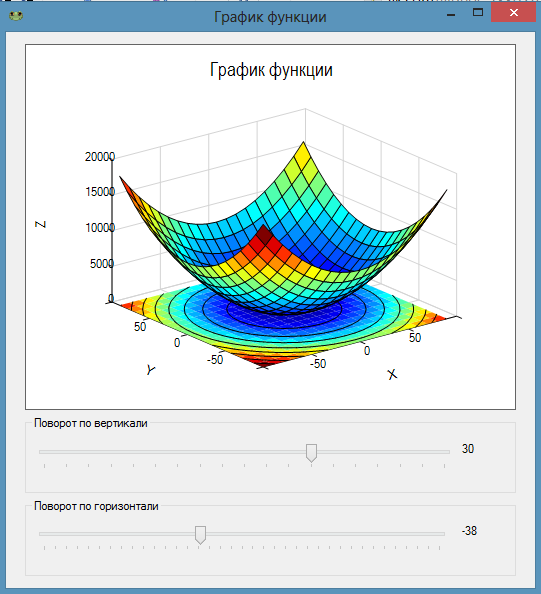 График функции
График функции
20000
15000
10000
5000
0
Z
50
0
-50
Y
-50
0
50
X
Поворот по вертикали
30
Поворот по горизонтали
-38